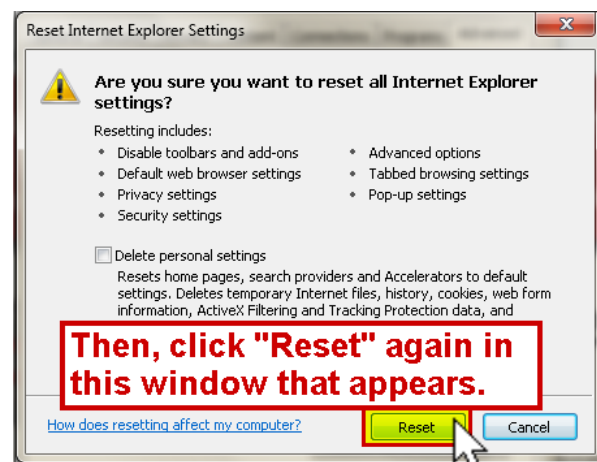 Reset Internet Explorer Settings
Are you sure you want to reset all Internet Explorer
settings?
Resetting includes:
• Disable toolbars and add-ons
• Default web browser settings
• Privacy settings
• Security settings
• Advanced options
• Tabbed browsing settings
• Pop-up settings
Delete personal settings
Resets home pages, search providers and Accelerators to default
settings. Deletes temporary Internet files, history, cookies, web form
information, ActiveX Filtering and Tracking Protection data, and
Then, click "Reset" again in
this window that appears.
How does resetting affect my computer?
Reset
Cancel